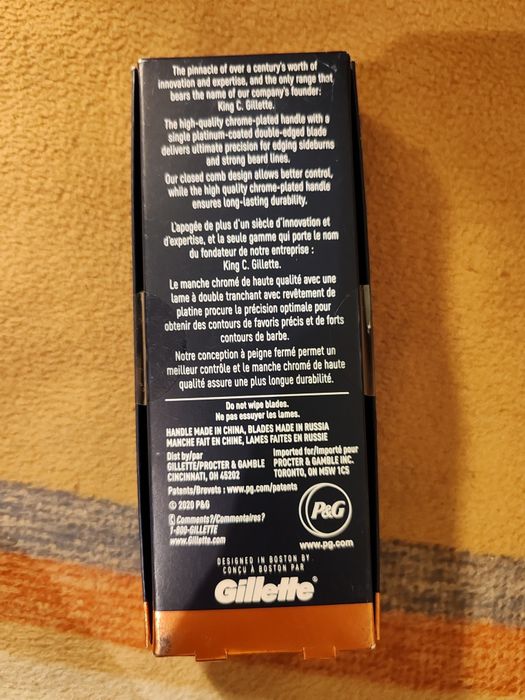 The pinnacle of over a century's worth of
innovation and expertise, and the only range that
bears the name of our company's founder:
King C. Gillette.
The high-quality chrome-plated handle with a
single platinum-coated double-edged blade
delivers ultimate precision for edging sideburns
and strong beard lines.
Our closed comb design allows better control,
while the high quality chrome-plated handle
ensures long-lasting durability.
L'apogée de plus d'un siècle d'innovation et
d'expertise, et la seule gamme qui porte le nom
du fondateur de notre entreprise :
King C. Gillette.
Le manche chromé de haute qualité avec une
lame à double tranchant avec revêtement de
platine procure la précision optimale pour
obtenir des contours de favoris précis et de forts
contours de barbe.
Notre conception à peigne fermé permet un
meilleur contrôle et le manche chromé de haute
qualité assure une plus longue durabilité.
Do not wipe blades.
Ne pas essuyer les lames.
HANDLE MADE IN CHINA, BLADES MADE IN RUSSIA
MANCHE FAIT EN CHINE, LAMES FAITES EN RUSSIE
Dist by/par
GILLETTE/PROCTER & GAMBLE
CINCINNATI, OH 45202
Imported for/Importé pour
PROCTER & GAMBLE INC.
TORONTO, ON M5W 1C5
Patents/Brevets : www.pg.com/patents
© 2020 P&G
Comments?/Commentaires?
1-800-GILLETTE
www.Gillette.com
P&G
www.pg.com
DESIGNED IN BOSTON BY
CONÇU À BOSTON PAR
Gillette®